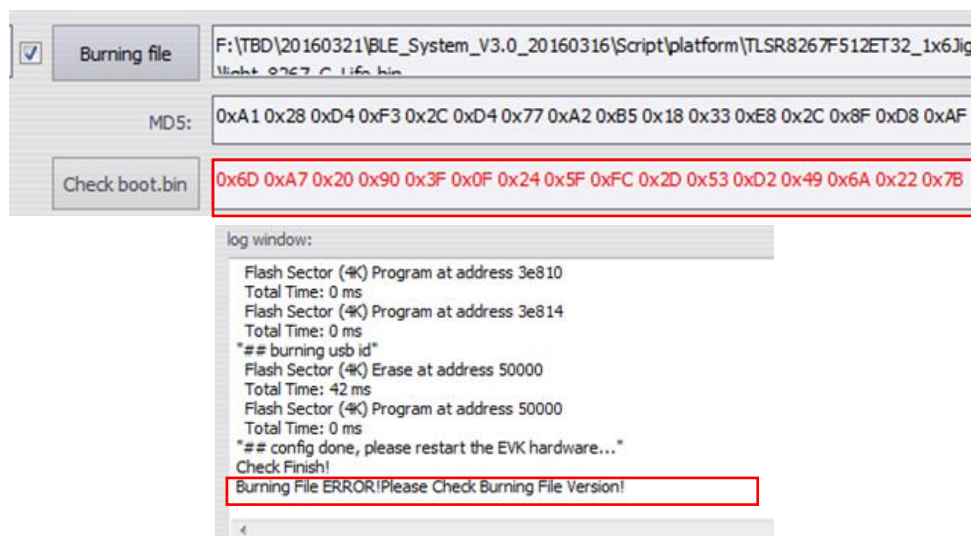 Burning file
F:\TBD\20160321\BLE_System_V3.0_20160316\Script\platform\TLSR8267F512ET32_1x6Jig
\light_8267_C_Life.bin
MD5:
0xA1 0x28 0xD4 0xF3 0x2C 0xD4 0x77 0xA2 0xB5 0x18 0x33 0xE8 0x2C 0x8F 0xD8 0xAF
Check boot.bin
0x6D 0xA7 0x20 0x90 0x3F 0x0F 0x24 0x5F 0xFC 0x2D 0x53 0xD2 0x49 0x6A 0x22 0x7B
log window:
Flash Sector (4K) Program at address 3e810
Total Time: 0 ms
Flash Sector (4K) Program at address 3e814
Total Time: 0 ms
"## burning usb id"
Flash Sector (4K) Erase at address 50000
Total Time: 42 ms
Flash Sector (4K) Program at address 50000
Total Time: 0 ms
"## config done, please restart the EVK hardware..."
Check Finish!
Burning File ERROR!Please Check Burning File Version!